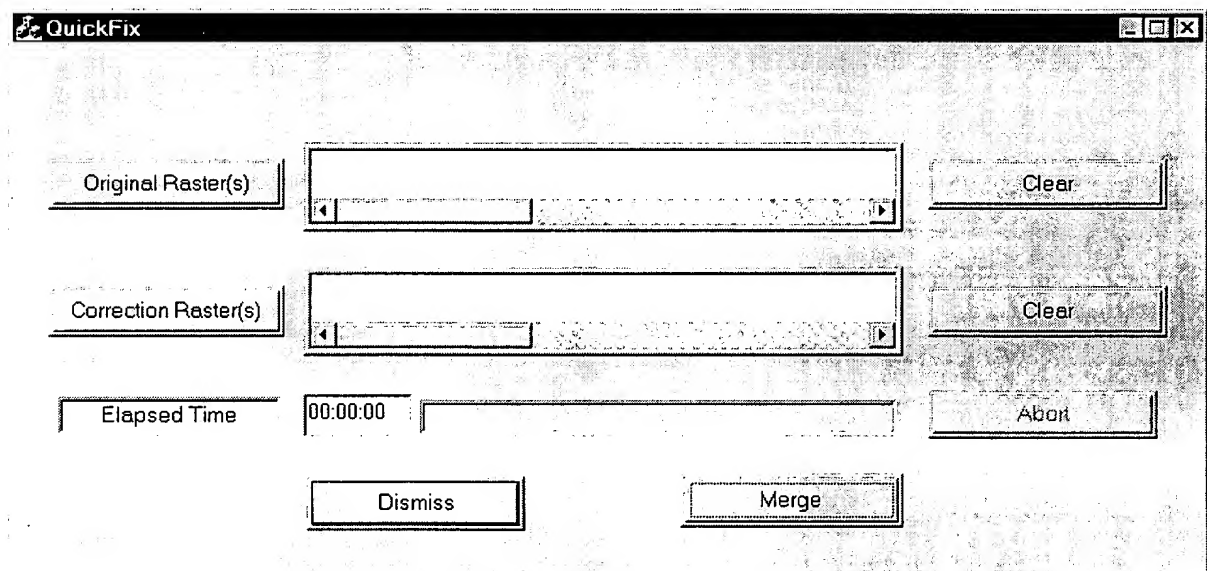 QuickFix
Original Raster(s)
Clear
Correction Raster(s)
Clear
Elapsed Time 00:00:00 Abort
Dismiss Merge